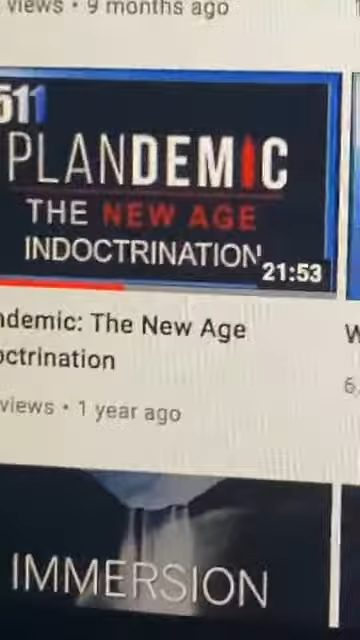 views • 9 months ago
511
PLANDEMIC
THE NEW AGE
INDOCTRINATION
21:53
ndemic: The New Age
octrination
views • 1 year ago
W
6
IMMERSION